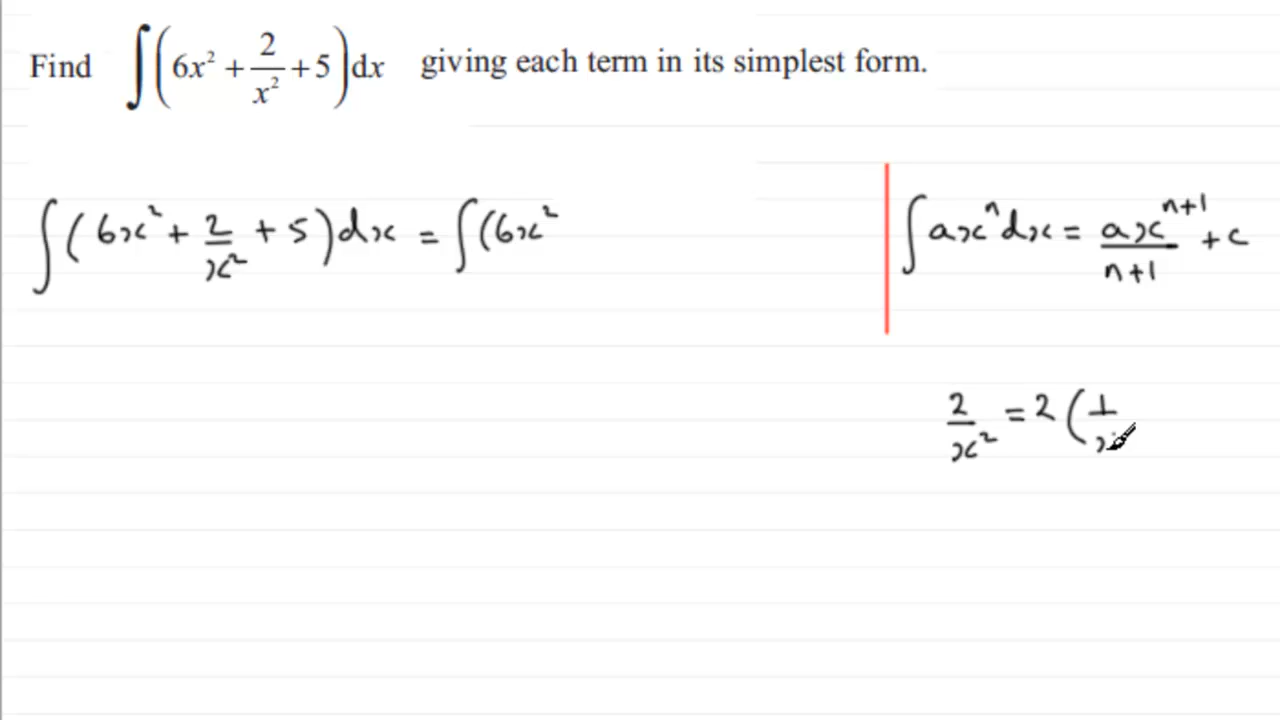 Find ∫(6x² + 2/x² + 5)dx giving each term in its simplest form.
∫(6x² + 2/x² + 5)dx = ∫(6x²
∫axⁿdx = axⁿ⁺¹/n+1 + c
2/x² = 2(1/x